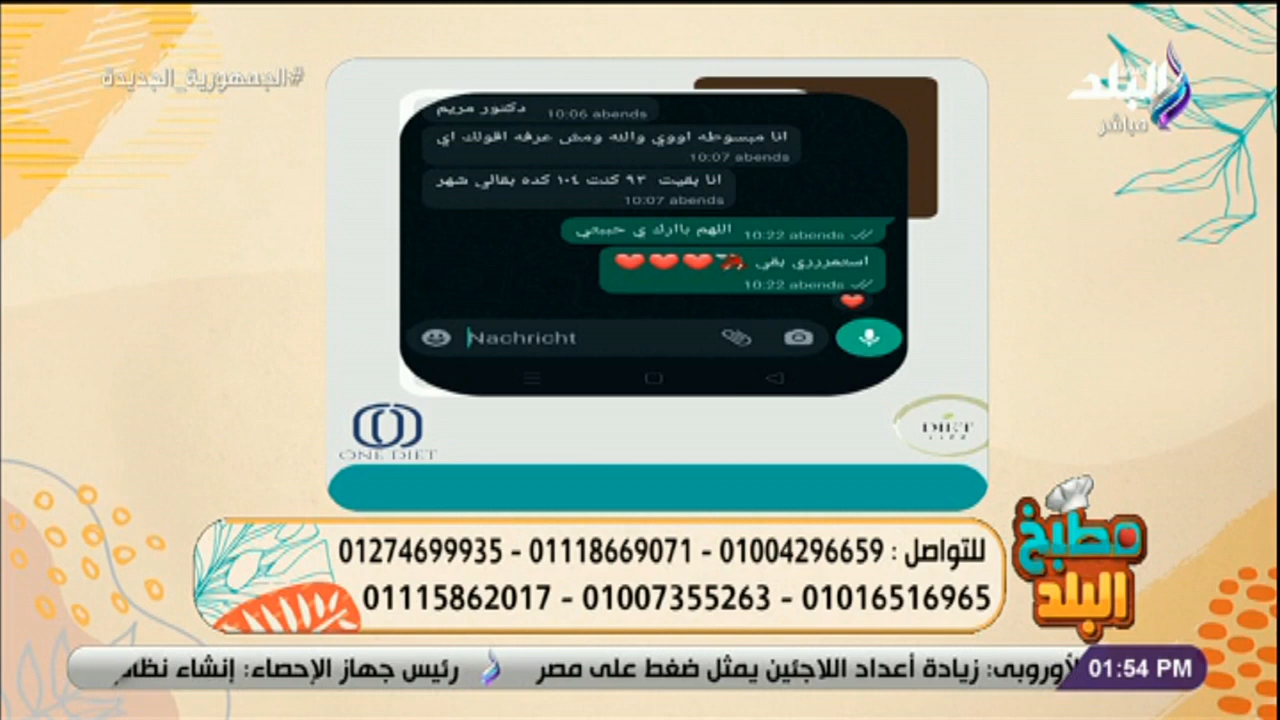 #الجمهورية_الجديدة
البلد
مباشر
دكتور مريم
10:06 abends
انا مبسوطه اووي والله ومش عرفه اقولك اي
10:07 abends
انا بقيت ٩٣ كنت ١٠٤ كده بقالي شهر
10:07 abends
اللهم باارك ي حبيبتي
10:22 abends
استمرررري بقي
10:22 abends
Nachricht
ONE DIET
DIET
مطبخ
البلد
للتواصل : 01004296659 - 01118669071 - 01274699935
01016516965 - 01007355263 - 01115862017
لأوروبى: زيادة أعداد اللاجئين يمثل ضغط على مصر
رئيس جهاز الإحصاء: إنشاء نظام
01:54 PM